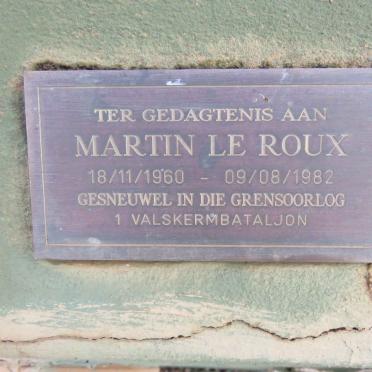 TER GEDAGTENIS AAN
MARTIN LE ROUX
18/11/1960 - 09/08/1982
GESNEUWEL IN DIE GRENSOORLOG
1 VALSKERMBATALJON